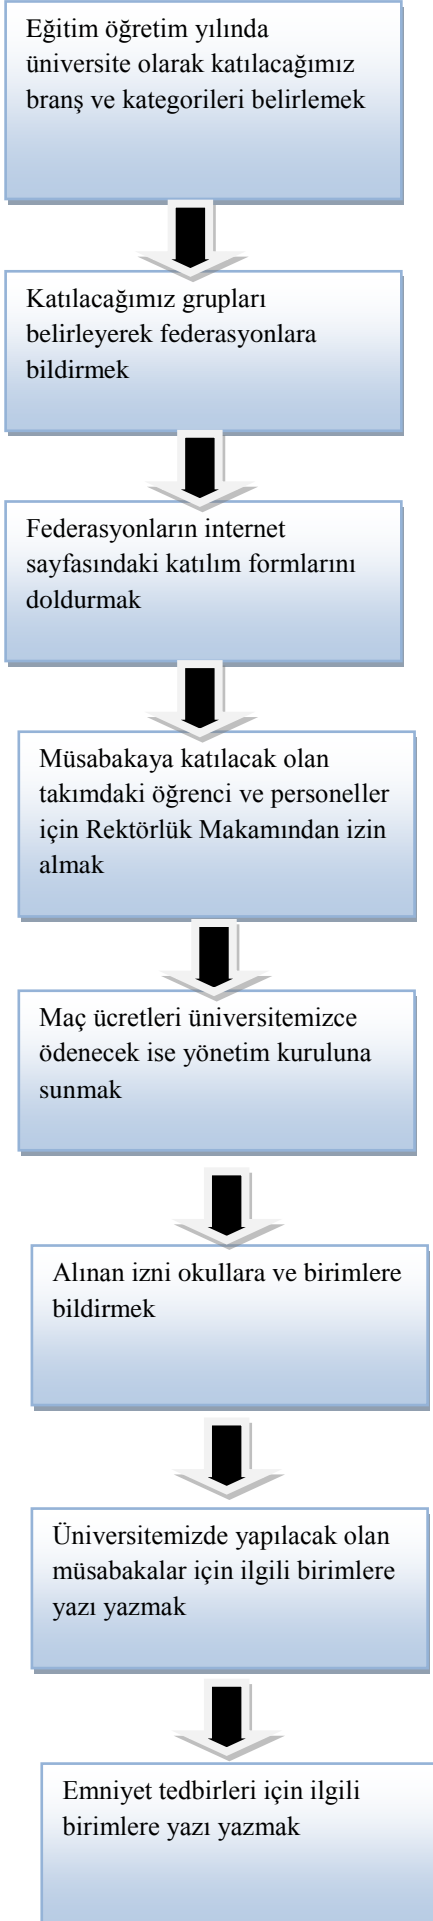 Eğitim öğretim yılında
üniversite olarak katılacağımız
branş ve kategorileri belirlemek
Katılacağımız grupları
belirleyerek federasyonlara
bildirmek
Federasyonların internet
sayfasındaki katılım formlarını
doldurmak
Müsabakaya katılacak olan
takımdaki öğrenci ve personeller
için Rektörlük Makamından izin
almak
Maç ücretleri üniversitemizce
ödenecek ise yönetim kuruluna
sunmak
Alınan izni okullara ve birimlere
bildirmek
Üniversitemizde yapılacak olan
müsabakalar için ilgili birimlere
yazı yazmak
Emniyet tedbirleri için ilgili
birimlere yazı yazmak